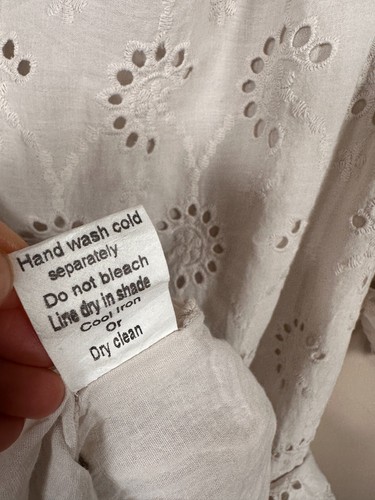 Hand wash cold
separately
Do not bleach
Line dry in shade
Cool Iron
Or
Dry clean